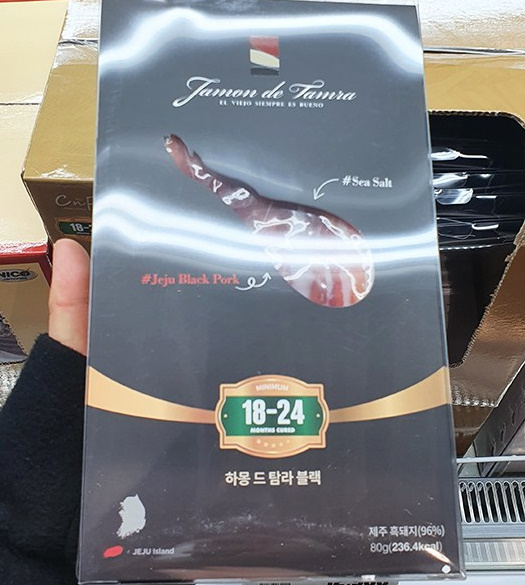 Jamon de Tamra
EL VIEJO SIEMPRE ES BUENO
#Sea Salt
#Jeju Black Pork
MINIMUM
18-24
MONTHS CURED
하몽 드 탐라 블랙
JEJU Island
제주 흑돼지(96%)
80g(236.4kcal)
18-